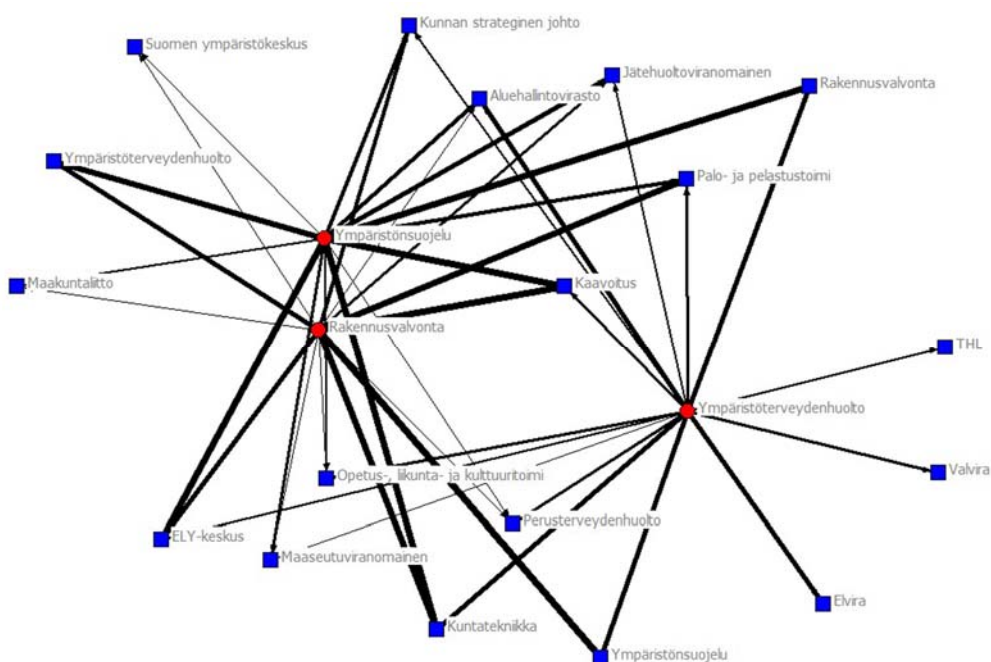 Kunnan strateginen johto
Suomen ympäristökeskus
Jätehuoltoviranomainen
Rakennusvalvonta
Aluehallintovirasto
Ympäristöterveydenhuolto
Palo- ja pelastustoimi
Ympäristönsuojelu
Maakuntaliitto
Kaavoitus
Rakennusvalvonta
THL
Ympäristöterveydenhuolto
Valvira
Opetus-, liikunta- ja kulttuuritoimi
Perusterveydenhuolto
ELY-keskus
Maaseutuviranomainen
Elvira
Kuntatekniikka
Ympäristönsuojelu